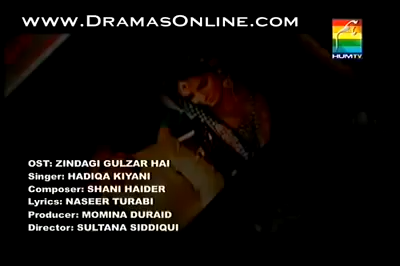 www.DramasOnline.com
HUMTV
OST: ZINDAGI GULZAR HAI
Singer: HADIQA KIYANI
Composer: SHANI HAIDER
Lyrics: NASEER TURABI
Producer: MOMINA DURAID
Director: SULTANA SIDDIQUI